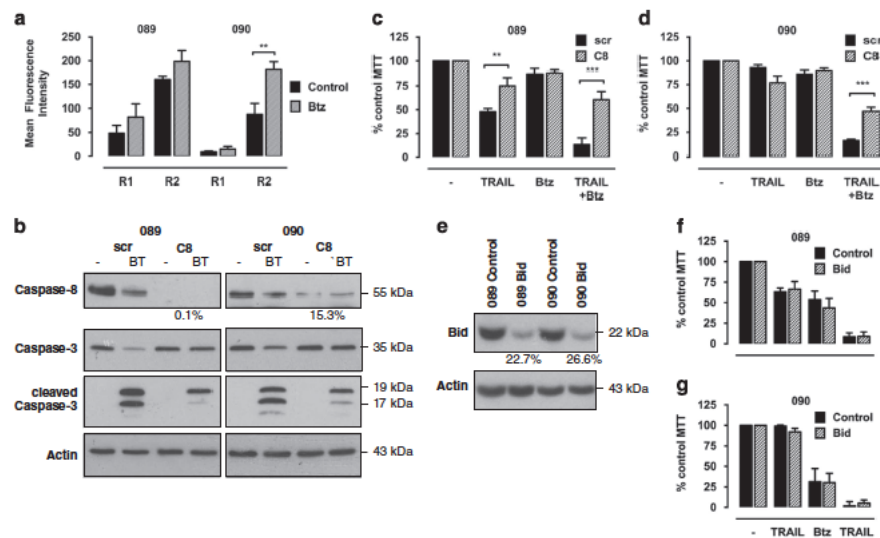 a
089 090
Mean Fluorescence
Intensity
250
200
150
100
50
0
**
Control
Btz
R1 R2 R1 R2
b
089 090
scr C8 scr C8
- BT - BT - BT - `BT
Caspase-8
55 kDa
0.1% 15.3%
Caspase-3
35 kDa
cleaved
Caspase-3
19 kDa
17 kDa
Actin
43 kDa
c
089
% control MTT
125
100
75
50
25
0
**
***
scr
C8
- TRAIL Btz TRAIL
+Btz
d
090
% control MTT
125
100
75
50
25
0
***
scr
C8
- TRAIL Btz TRAIL
+Btz
e
089 Control
089 Bid
090 Control
090 Bid
Bid
22 kDa
22.7% 26.6%
Actin
43 kDa
f
089
% control MTT
125
100
75
50
25
0
Control
Bid
g
090
% control MTT
125
100
75
50
25
0
Control
Bid
- TRAIL Btz TRAIL